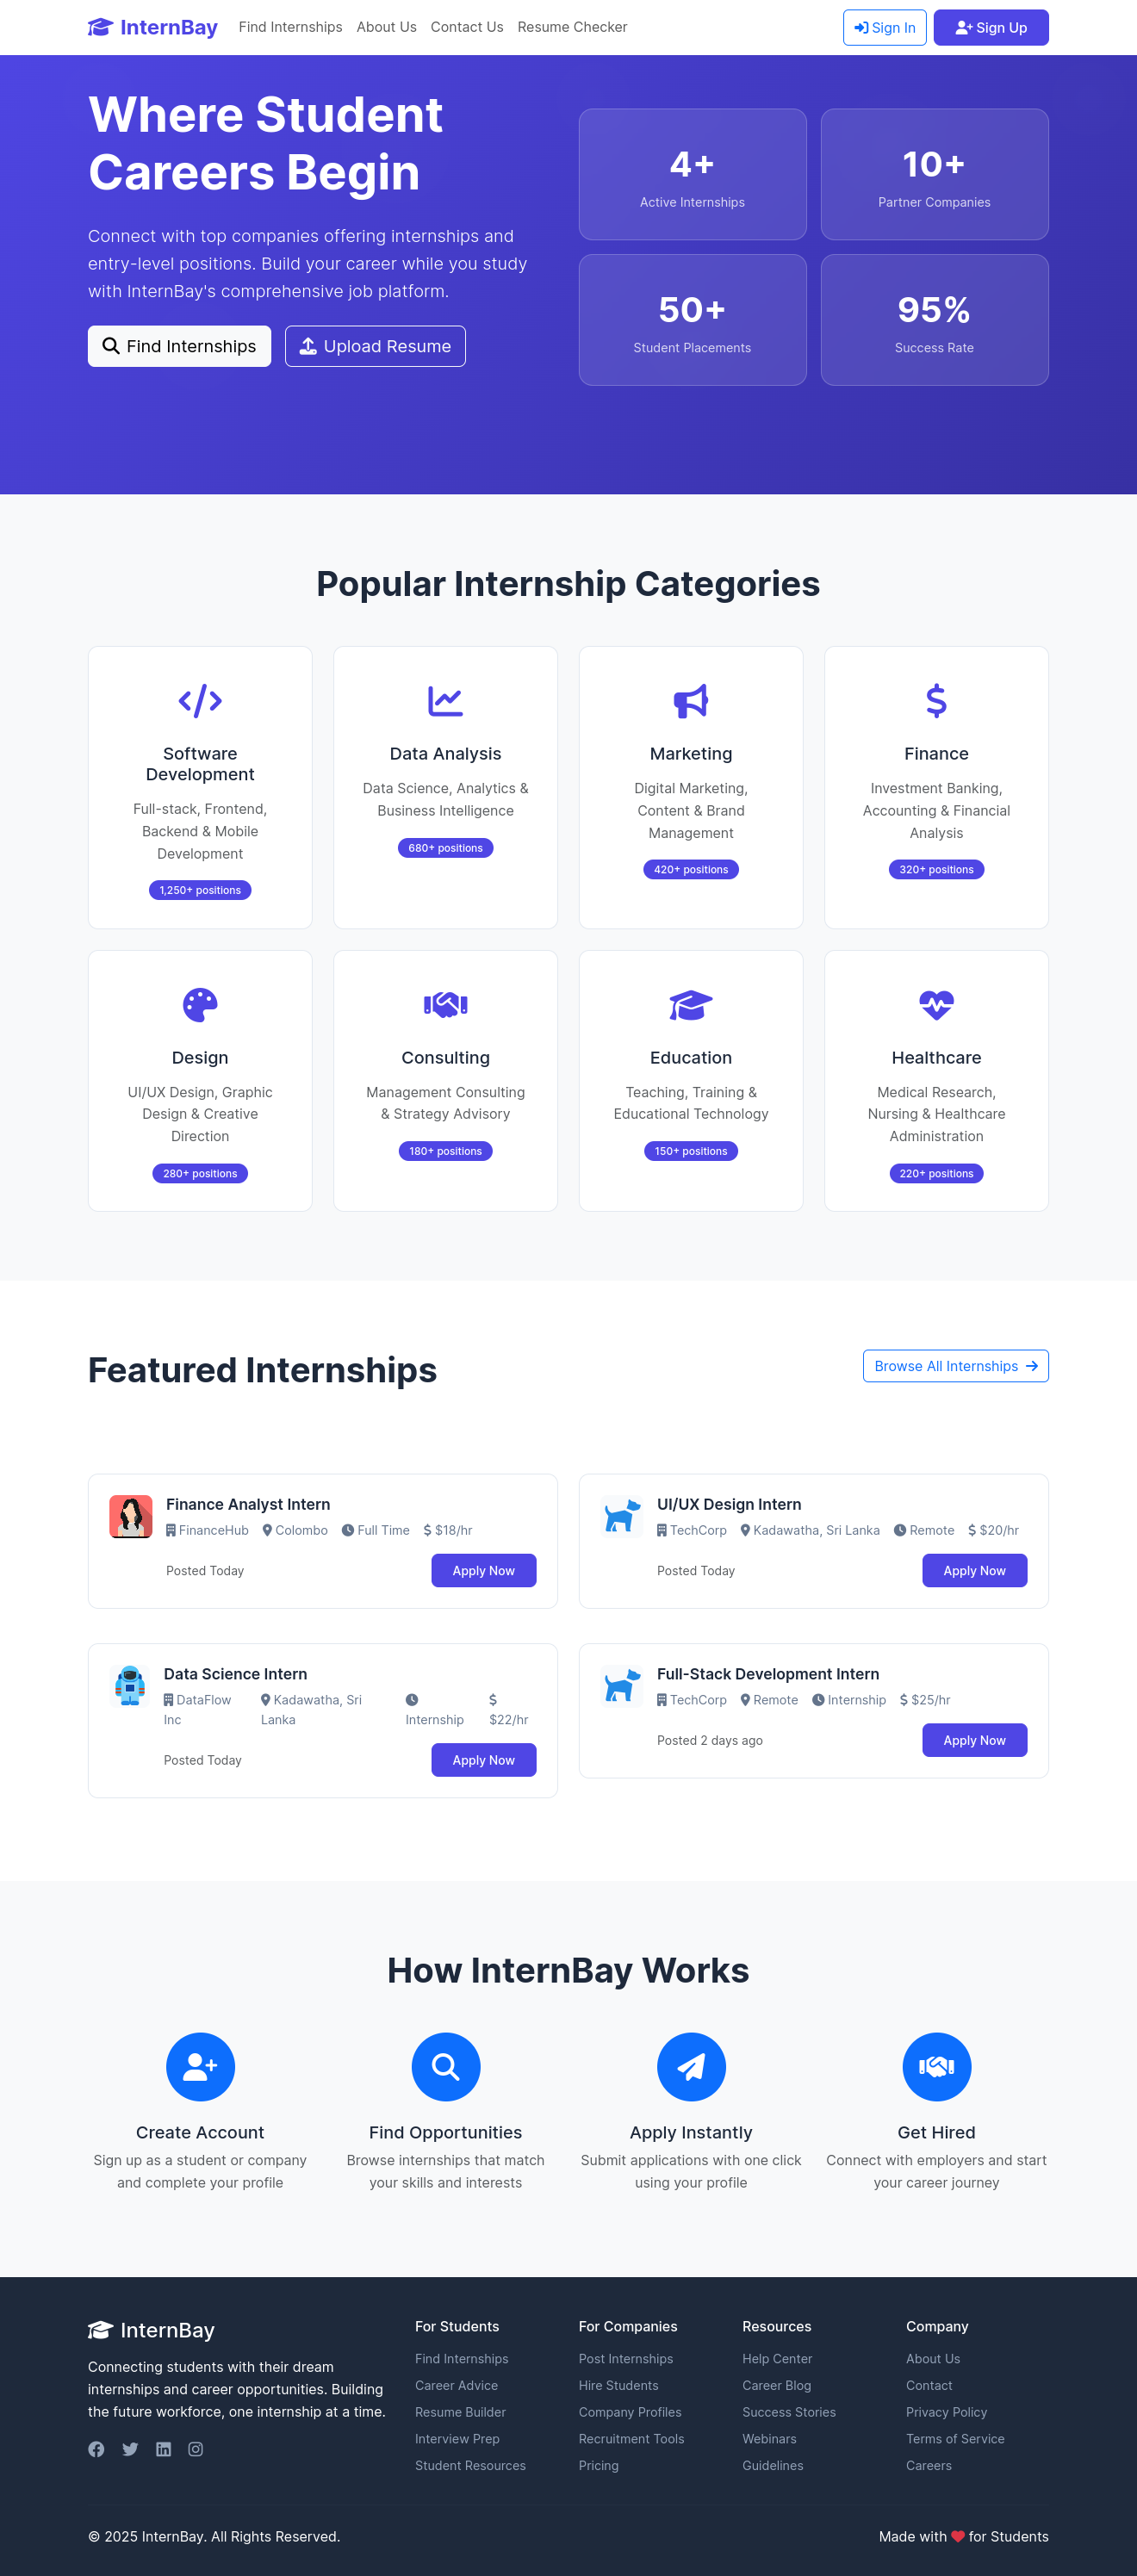 InternBay
Find Internships
About Us
Contact Us
Resume Checker
Sign In
Sign Up
Where Student
Careers Begin
Connect with top companies offering internships and
entry-level positions. Build your career while you study
with InternBay's comprehensive job platform.
Find Internships
Upload Resume
4+
Active Internships
10+
Partner Companies
50+
Student Placements
95%
Success Rate
Popular Internship Categories
Software
Development
Full-stack, Frontend,
Backend & Mobile
Development
1,250+ positions
Data Analysis
Data Science, Analytics &
Business Intelligence
680+ positions
Marketing
Digital Marketing,
Content & Brand
Management
420+ positions
Finance
Investment Banking,
Accounting & Financial
Analysis
320+ positions
Design
UI/UX Design, Graphic
Design & Creative
Direction
280+ positions
Consulting
Management Consulting
& Strategy Advisory
180+ positions
Education
Teaching, Training &
Educational Technology
150+ positions
Healthcare
Medical Research,
Nursing & Healthcare
Administration
220+ positions
Featured Internships
Browse All Internships
Finance Analyst Intern
FinanceHub Colombo Full Time $18/hr
Posted Today
Apply Now
UI/UX Design Intern
TechCorp Kadawatha, Sri Lanka Remote $20/hr
Posted Today
Apply Now
Data Science Intern
DataFlow
Inc
Kadawatha, Sri
Lanka
Internship
$22/hr
Posted Today
Apply Now
Full-Stack Development Intern
TechCorp Remote Internship $25/hr
Posted 2 days ago
Apply Now
How InternBay Works
Create Account
Sign up as a student or company
and complete your profile
Find Opportunities
Browse internships that match
your skills and interests
Apply Instantly
Submit applications with one click
using your profile
Get Hired
Connect with employers and start
your career journey
InternBay
Connecting students with their dream
internships and career opportunities. Building
the future workforce, one internship at a time.
For Students
Find Internships
Career Advice
Resume Builder
Interview Prep
Student Resources
For Companies
Post Internships
Hire Students
Company Profiles
Recruitment Tools
Pricing
Resources
Help Center
Career Blog
Success Stories
Webinars
Guidelines
Company
About Us
Contact
Privacy Policy
Terms of Service
Careers
© 2025 InternBay. All Rights Reserved.
Made with for Students